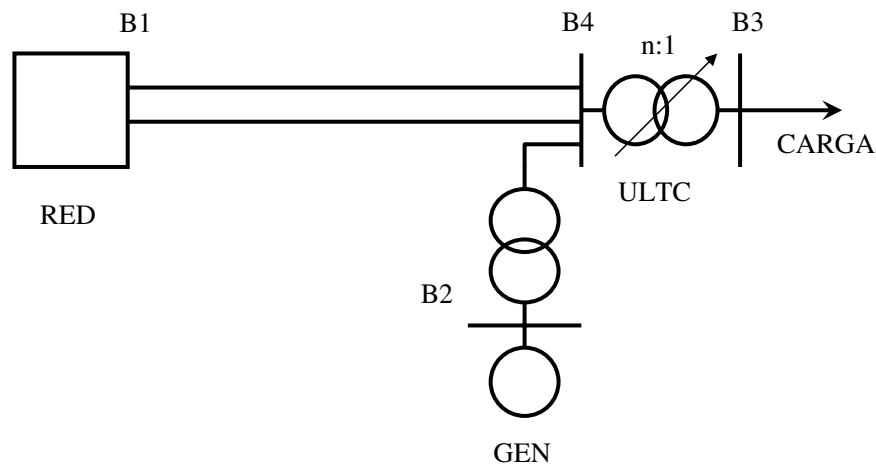 B1
B4
n:1
B3
CARGA
ULTC
RED
B2
GEN